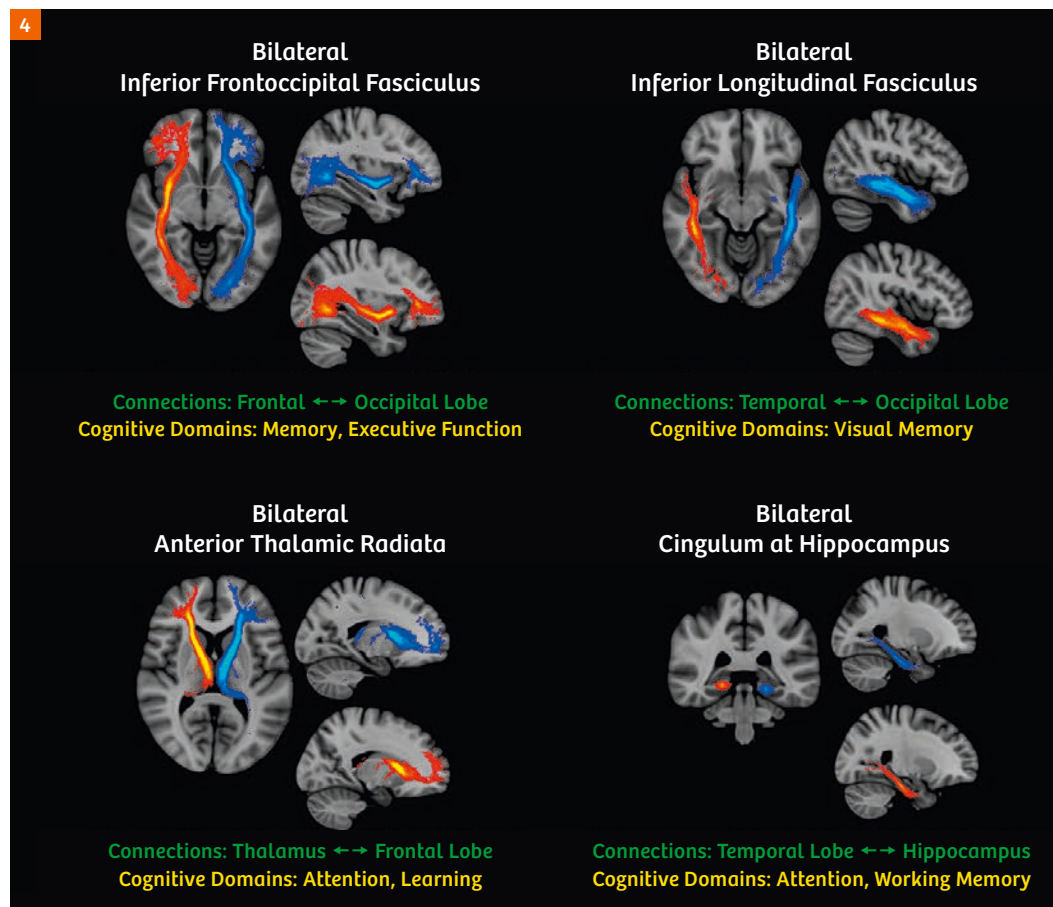 4
Bilateral
Inferior Frontoccipital Fasciculus
Connections: Frontal ←→ Occipital Lobe
Cognitive Domains: Memory, Executive Function
Bilateral
Inferior Longitudinal Fasciculus
Connections: Temporal ←→ Occipital Lobe
Cognitive Domains: Visual Memory
Bilateral
Anterior Thalamic Radiata
Connections: Thalamus ←→ Frontal Lobe
Cognitive Domains: Attention, Learning
Bilateral
Cingulum at Hippocampus
Connections: Temporal Lobe ←→ Hippocampus
Cognitive Domains: Attention, Working Memory